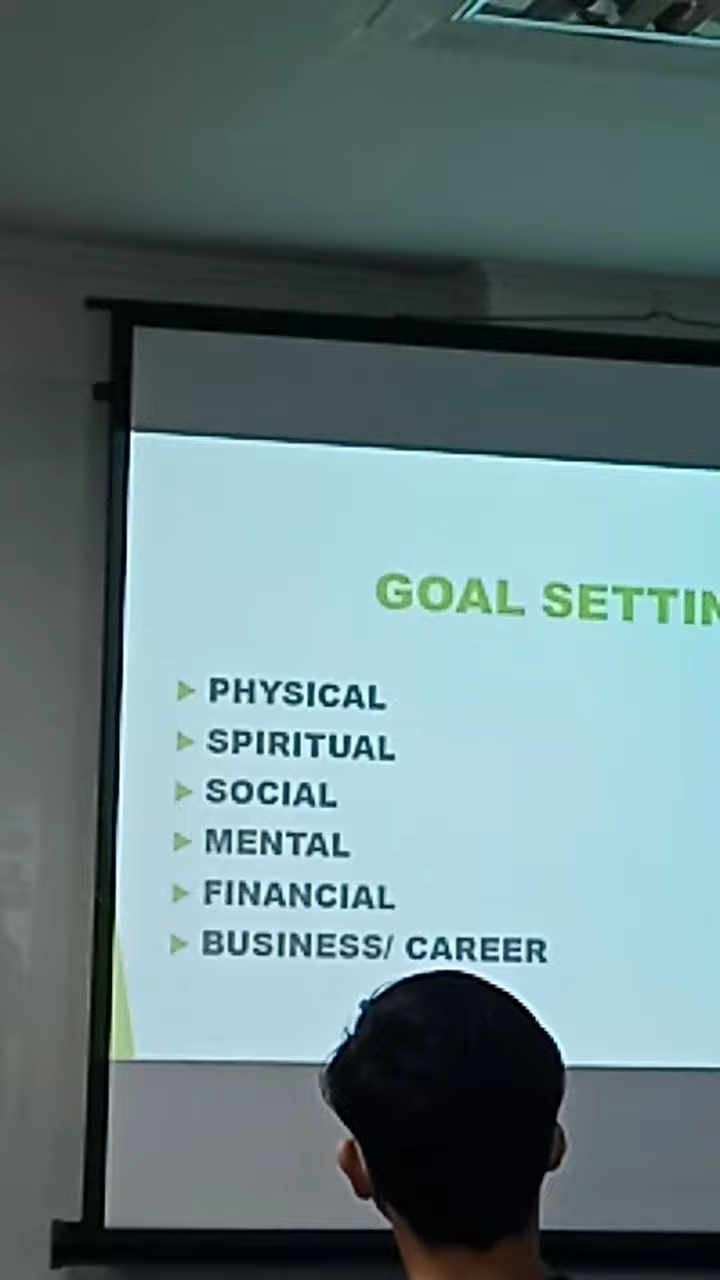 GOAL SETTIN
PHYSICAL
SPIRITUAL
SOCIAL
MENTAL
FINANCIAL
BUSINESS/ CAREER